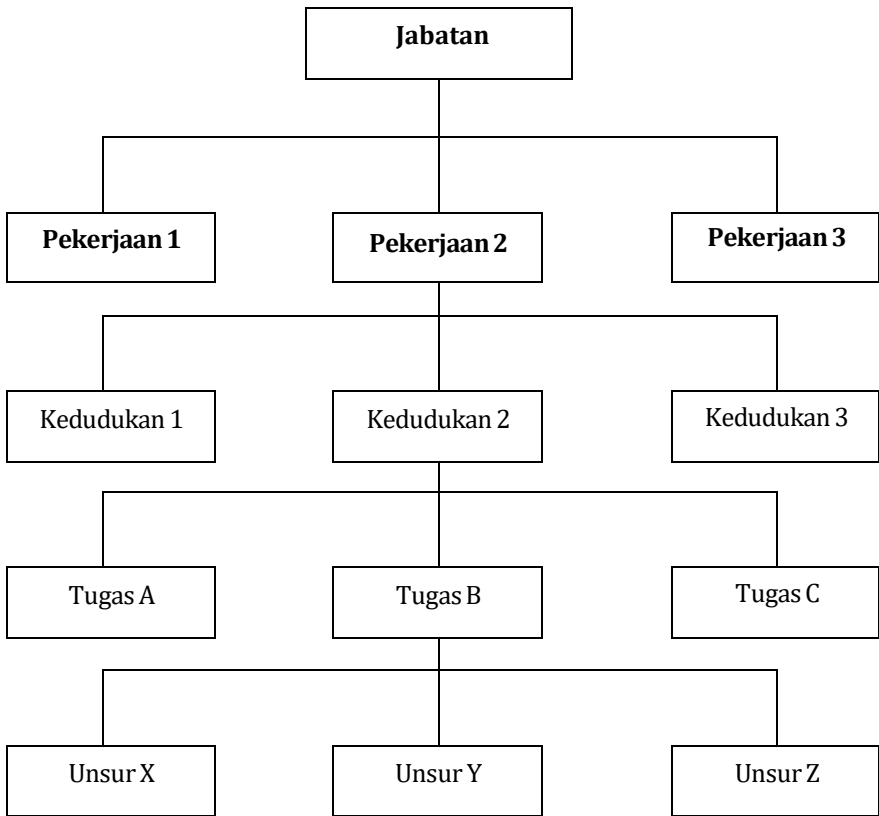 Jabatan
Pekerjaan 1
Pekerjaan 2
Pekerjaan 3
Kedudukan 1
Kedudukan 2
Kedudukan 3
Tugas A
Tugas B
Tugas C
Unsur X
Unsur Y
Unsur Z